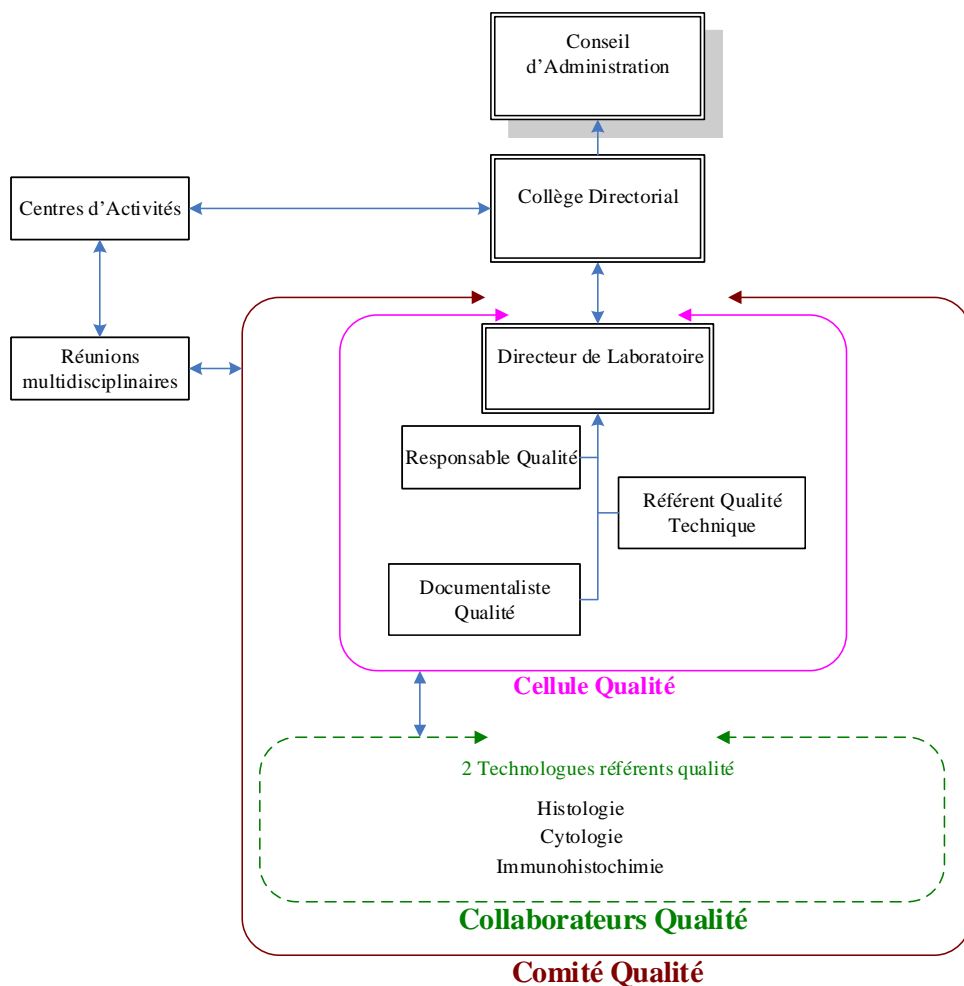 Conseil
d’Administration
Collège Directorial
Centres d’Activités
Réunions
multidisciplinaires
Directeur de Laboratoire
Responsable Qualité
Référent Qualité
Technique
Documentaliste
Qualité
Cellule Qualité
2 Technologues référents qualité
Histologie
Cytologie
Immunohistochimie
Collaborateurs Qualité
Comité Qualité